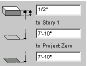 1/2"
to Story 1
7'-10"
to Project Zero
7'-10"